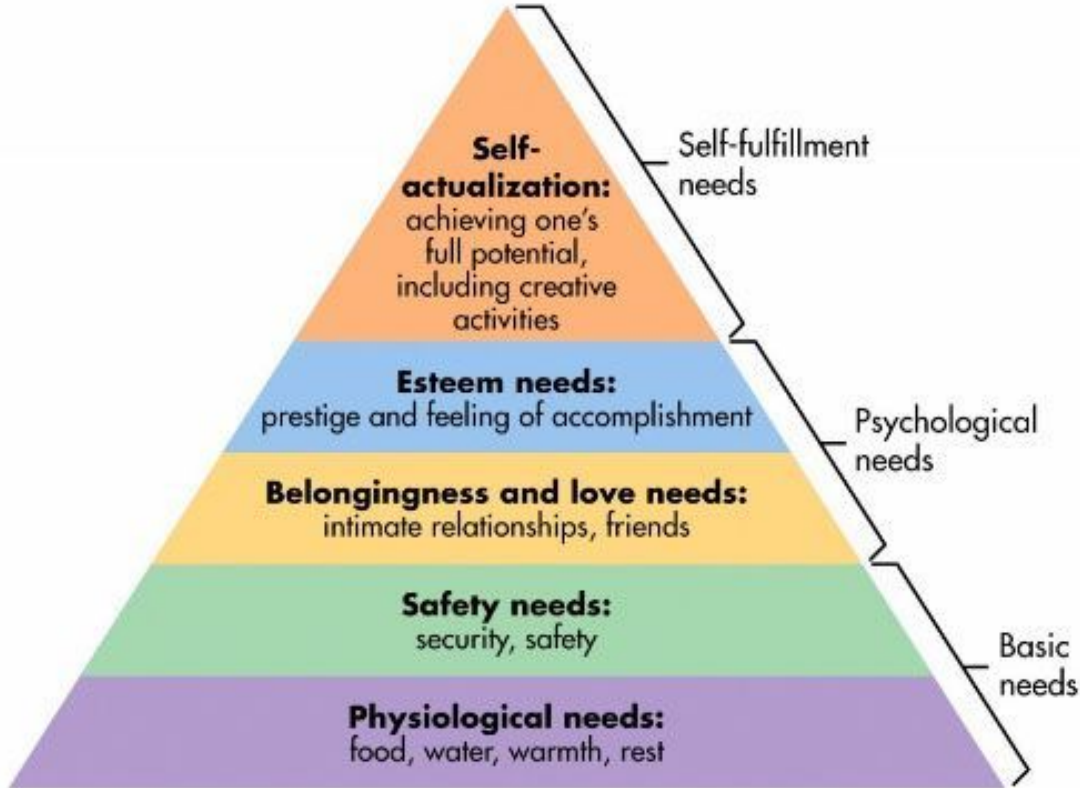 Self-
actualization:
achieving one's
full potential,
including creative
activities
Self-fulfillment
needs
Esteem needs:
prestige and feeling of accomplishment
Psychological
needs
Belongingness and love needs:
intimate relationships, friends
Safety needs:
security, safety
Basic
needs
Physiological needs:
food, water, warmth, rest